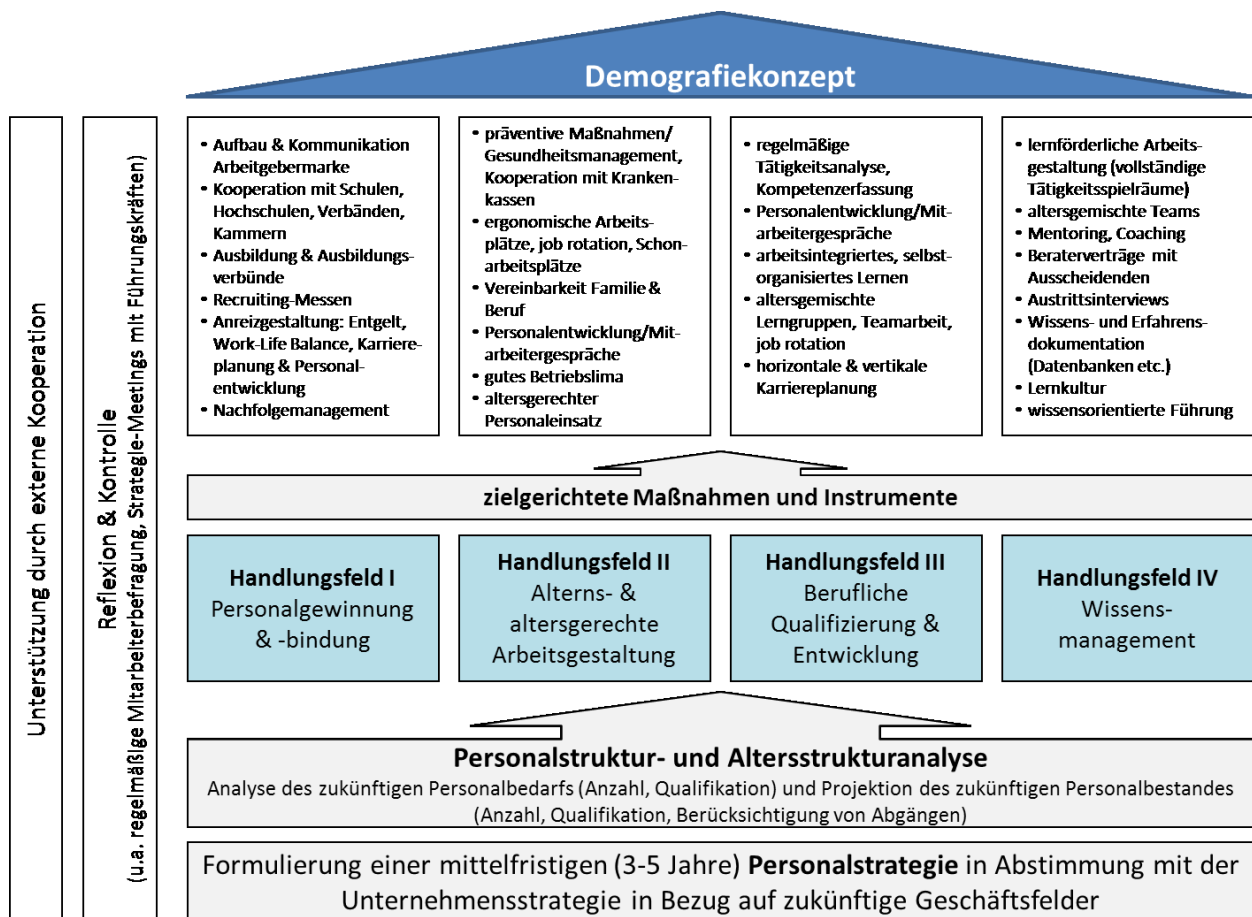 Demografiekonzept
Unterstützung durch externe Kooperation
Reflexion & Kontrolle
(u.a. regelmäßige Mitarbeiterbefragung, Strategie-Meetings mit Führungskräften)
• Aufbau & Kommunikation
Arbeitgebermarke
• Kooperation mit Schulen,
Hochschulen, Verbänden,
Kammern
• Ausbildung & Ausbildungs-
verbünde
• Recruiting-Messen
• Anreizgestaltung: Entgelt,
Work-Life Balance, Karriere-
planung & Personal-
entwicklung
• Nachfolgemanagement
• präventive Maßnahmen/
Gesundheitsmanagement,
Kooperation mit Kranken-
kassen
• ergonomische Arbeits-
plätze, job rotation, Schon-
arbeitsplätze
• Vereinbarkeit Familie &
Beruf
• Personalentwicklung/Mit-
arbeitergespräche
• gutes Betriebslima
• altersgerechter
Personaleinsatz
• regelmäßige
Tätigkeitsanalyse,
Kompetenzerfassung
• Personalentwicklung/Mit-
arbeitergespräche
• arbeitsintegriertes, selbst-
organisiertes Lernen
• altersgemischte
Lerngruppen, Teamarbeit,
job rotation
• horizontale & vertikale
Karriereplanung
• lernförderliche Arbeits-
gestaltung (vollständige
Tätigkeitsspielräume)
• altersgemischte Teams
• Mentoring, Coaching
• Beraterverträge mit
Ausscheidenden
• Austrittsinterviews
• Wissens- und Erfahrens-
dokumentation
(Datenbanken etc.)
• Lernkultur
• wissensorientierte Führung
zielgerichtete Maßnahmen und Instrumente
Handlungsfeld I
Personalgewinnung
& -bindung
Handlungsfeld II
Alterns- &
altersgerechte
Arbeitsgestaltung
Handlungsfeld III
Berufliche
Qualifizierung &
Entwicklung
Handlungsfeld IV
Wissens-
management
Personalstruktur- und Altersstrukturanalyse
Analyse des zukünftigen Personalbedarfs (Anzahl, Qualifikation) und Projektion des zukünftigen Personalbestandes
(Anzahl, Qualifikation, Berücksichtigung von Abgängen)
Formulierung einer mittelfristigen (3-5 Jahre) Personalstrategie in Abstimmung mit der
Unternehmensstrategie in Bezug auf zukünftige Geschäftsfelder